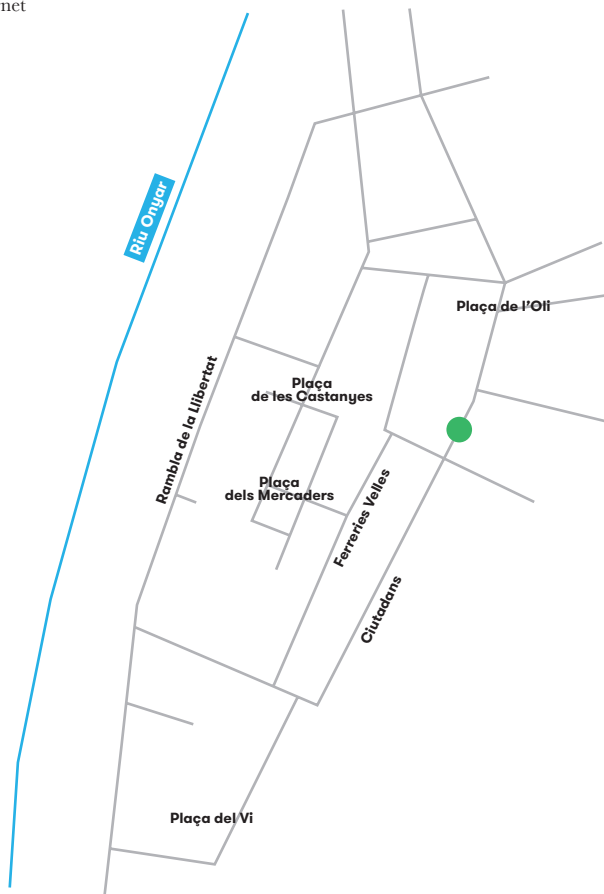 net
Riu Onyar
Plaça de l'Oli
Plaça
de les Castanyes
Rambla de la Llibertat
Plaça
dels Mercaders
Ferreries Velles
Ciutadans
Plaça del Vi